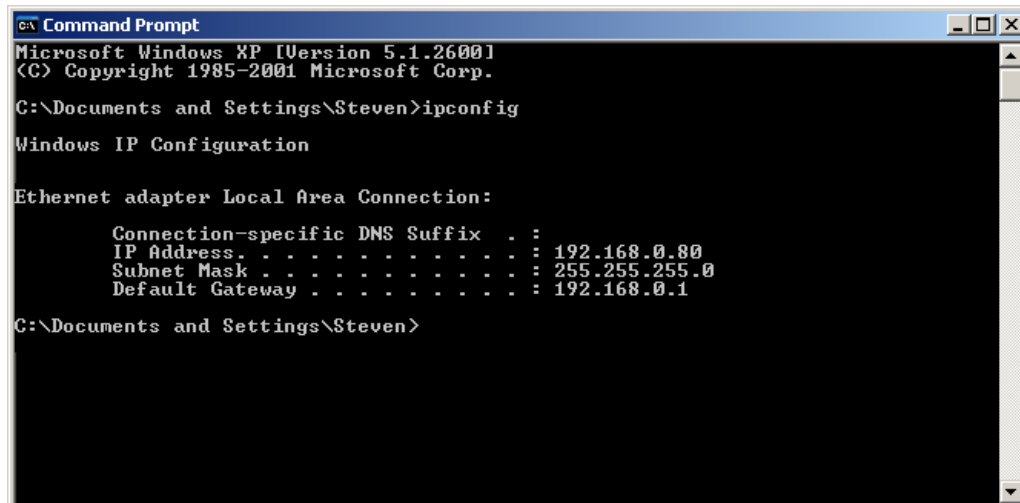 Command Prompt
Microsoft Windows XP [Version 5.1.2600]
(C) Copyright 1985-2001 Microsoft Corp.
C:\Documents and Settings\Steven>ipconfig
Windows IP Configuration
Ethernet adapter Local Area Connection:
Connection-specific DNS Suffix  . :
IP Address. . . . . . . . . . . . : 192.168.0.80
Subnet Mask . . . . . . . . . . . : 255.255.255.0
Default Gateway . . . . . . . . . : 192.168.0.1
C:\Documents and Settings\Steven>